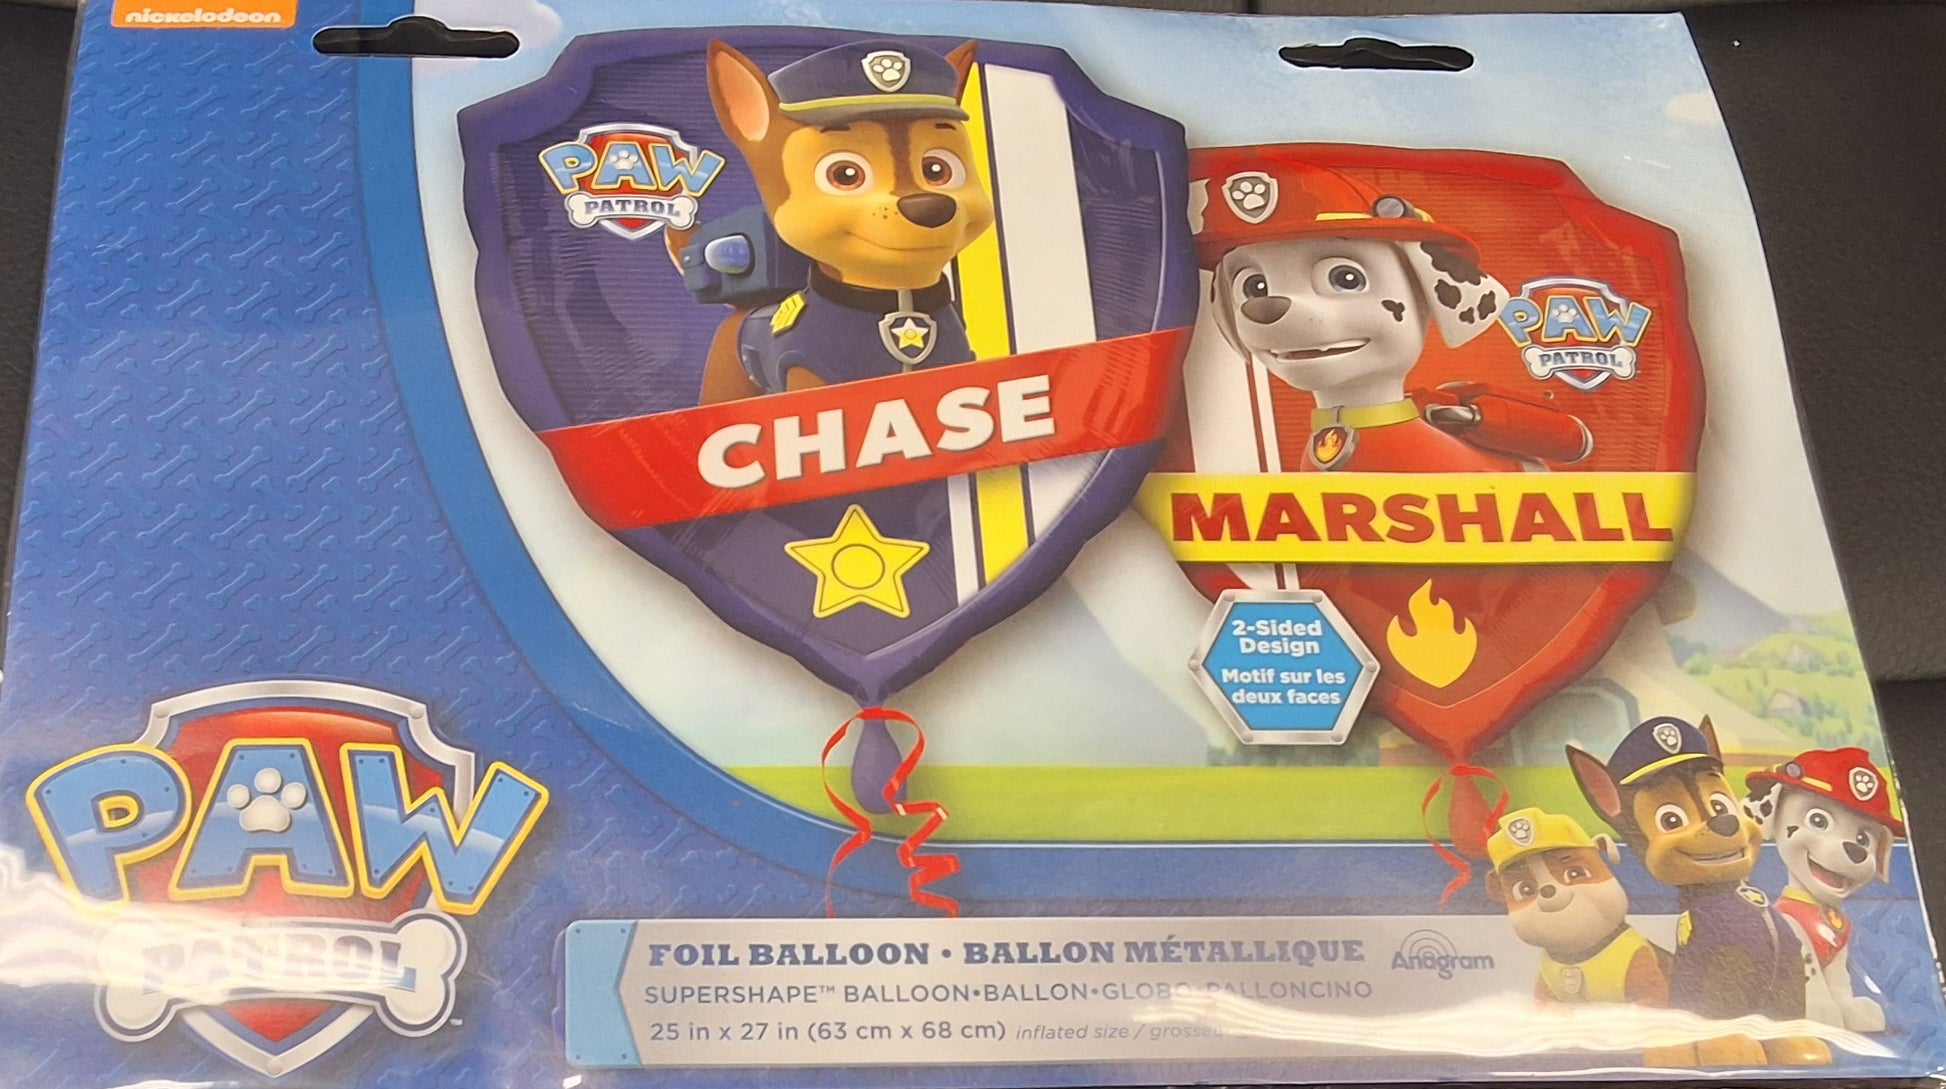 nickelodeon
PAW
PATROL
CHASE
MARSHALL
PAW
PATROL
2-Sided
Design
Motif sur les
deux faces
PAW
PATROL
TM
FOIL BALLOON • BALLON MÉTALLIQUE
Anagram
SUPERSHAPE™ BALLOON•BALLON•GLOBO•PALLONCINO
25 in x 27 in (63 cm x 68 cm) inflated size /